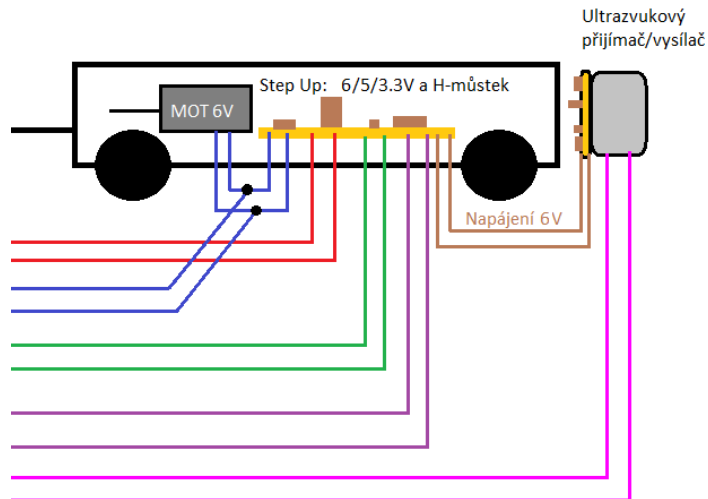 Ultrazvukový
přijímač/vysílač
Step Up: 6/5/3.3V a H-můstek
MOT 6V
Napájení 6V